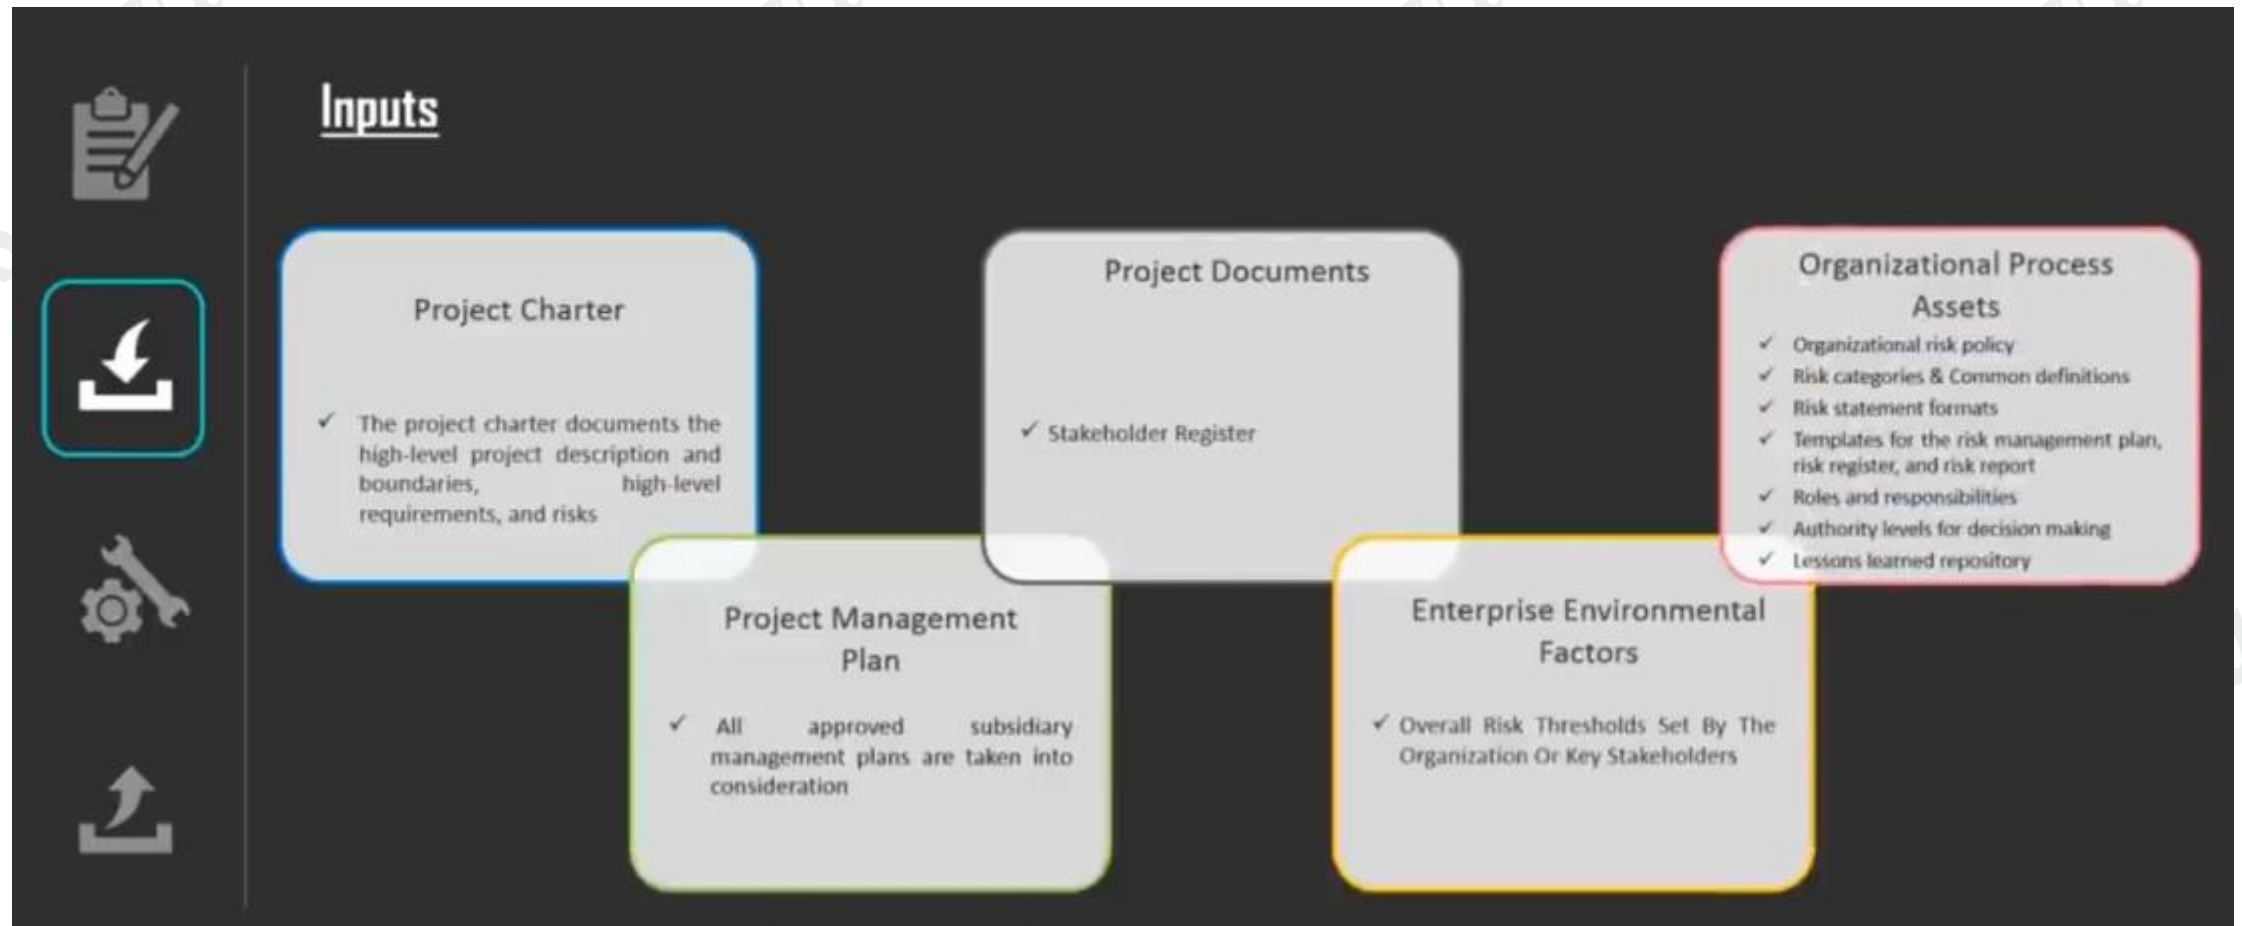 Inputs
Project Charter
✓ The project charter documents the
high-level project description and
boundaries, high-level
requirements, and risks
Project Management
Plan
✓ All approved subsidiary
management plans are taken into
consideration
Project Documents
✓ Stakeholder Register
Enterprise Environmental
Factors
✓ Overall Risk Thresholds Set By The
Organization Or Key Stakeholders
Organizational Process
Assets
✓ Organizational risk policy
✓ Risk categories & Common definitions
✓ Risk statement formats
✓ Templates for the risk management plan,
risk register, and risk report
✓ Roles and responsibilities
✓ Authority levels for decision making
✓ Lessons learned repository